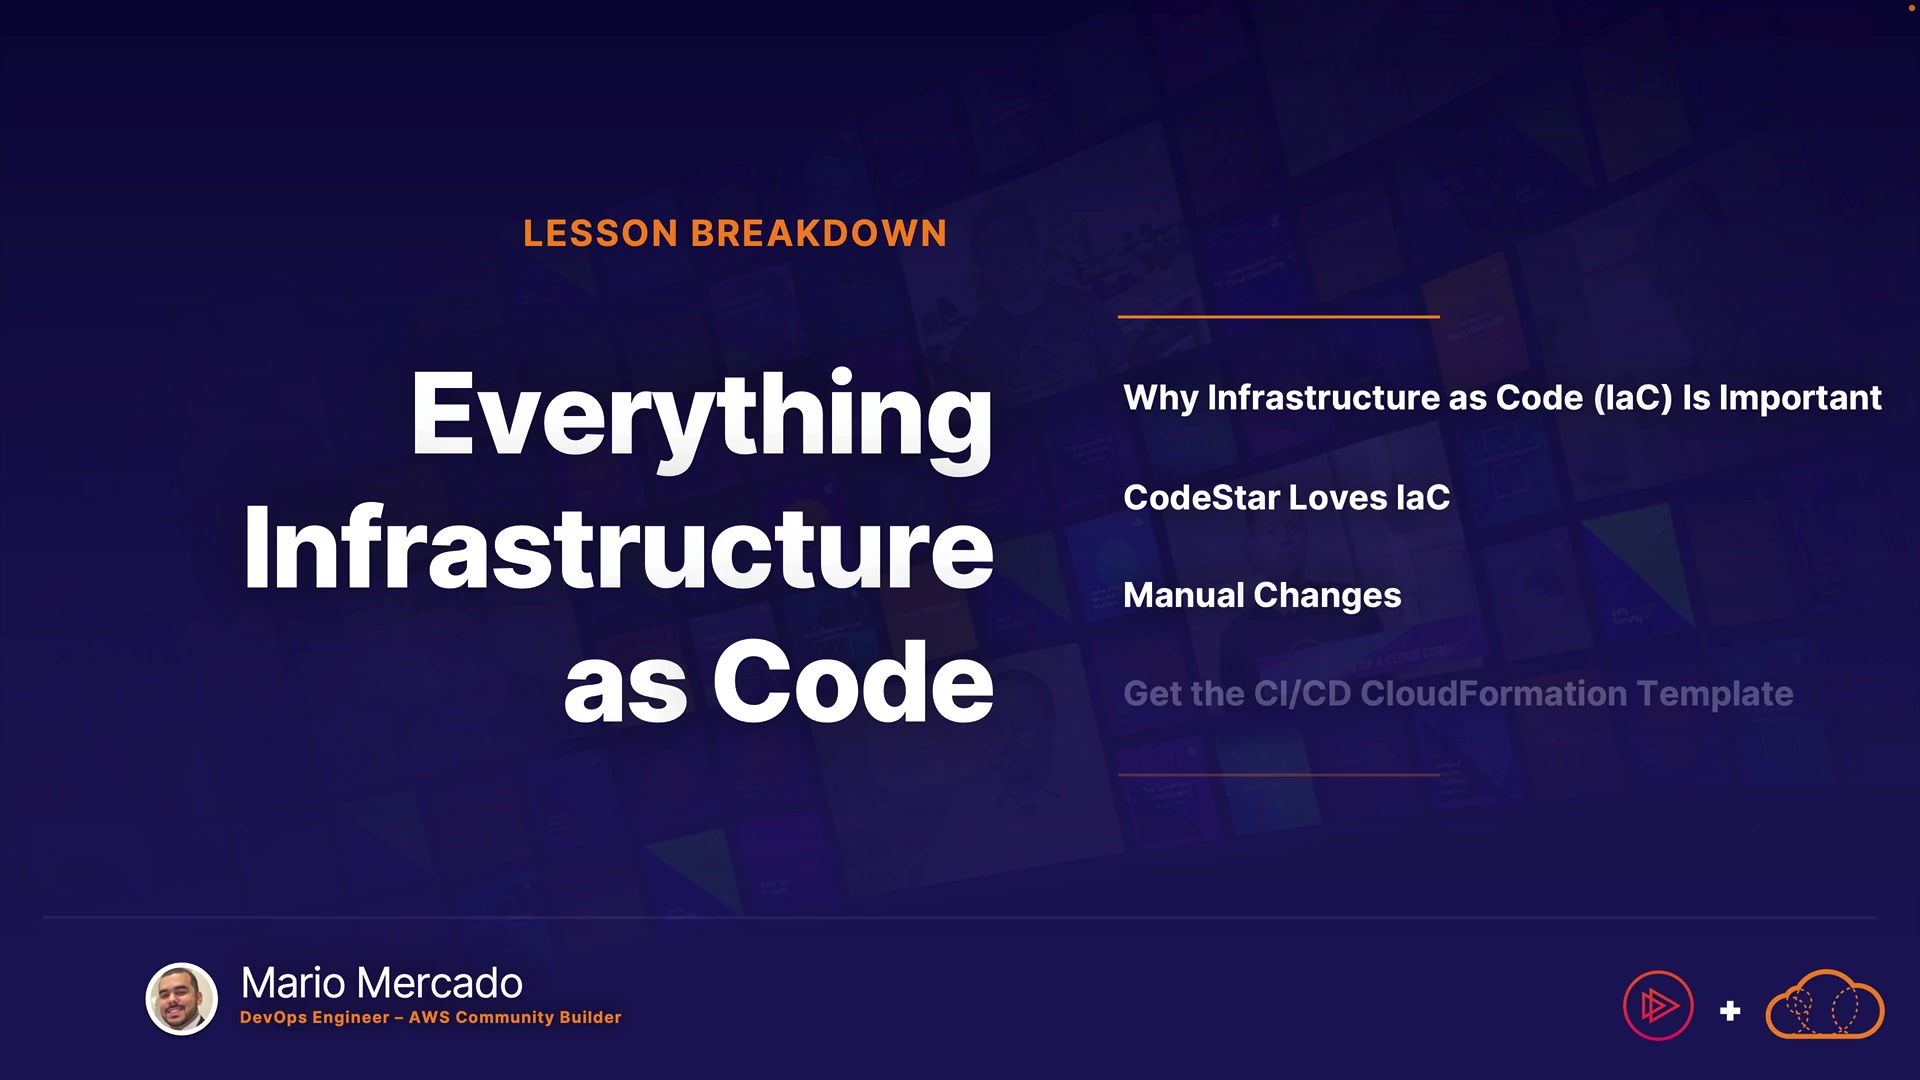 LESSON BREAKDOWN
Everything
Infrastructure
as Code
Why Infrastructure as Code (IaC) Is Important
CodeStar Loves IaC
Manual Changes
Get the CI/CD CloudFormation Template
Mario Mercado
DevOps Engineer – AWS Community Builder